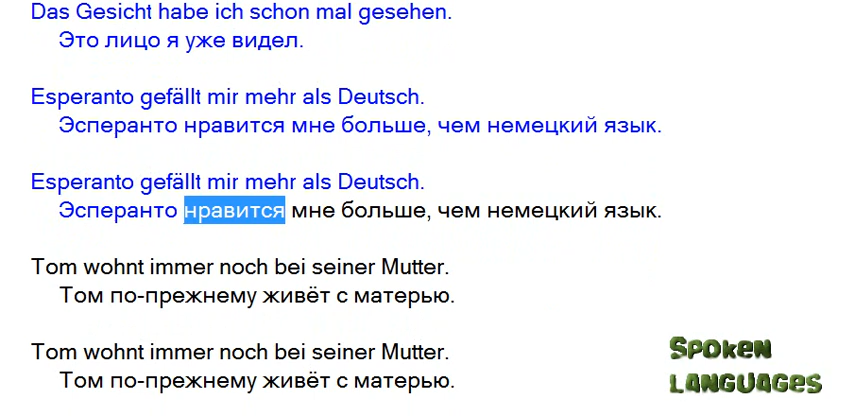 Das Gesicht habe ich schon mal gesehen.
Это лицо я уже видел.
Esperanto gefällt mir mehr als Deutsch.
Эсперанто нравится мне больше, чем немецкий язык.
Esperanto gefällt mir mehr als Deutsch.
Эсперанто нравится мне больше, чем немецкий язык.
Tom wohnt immer noch bei seiner Mutter.
Том по-прежнему живёт с матерью.
Tom wohnt immer noch bei seiner Mutter.
Том по-прежнему живёт с матерью.
Spoken
Languages